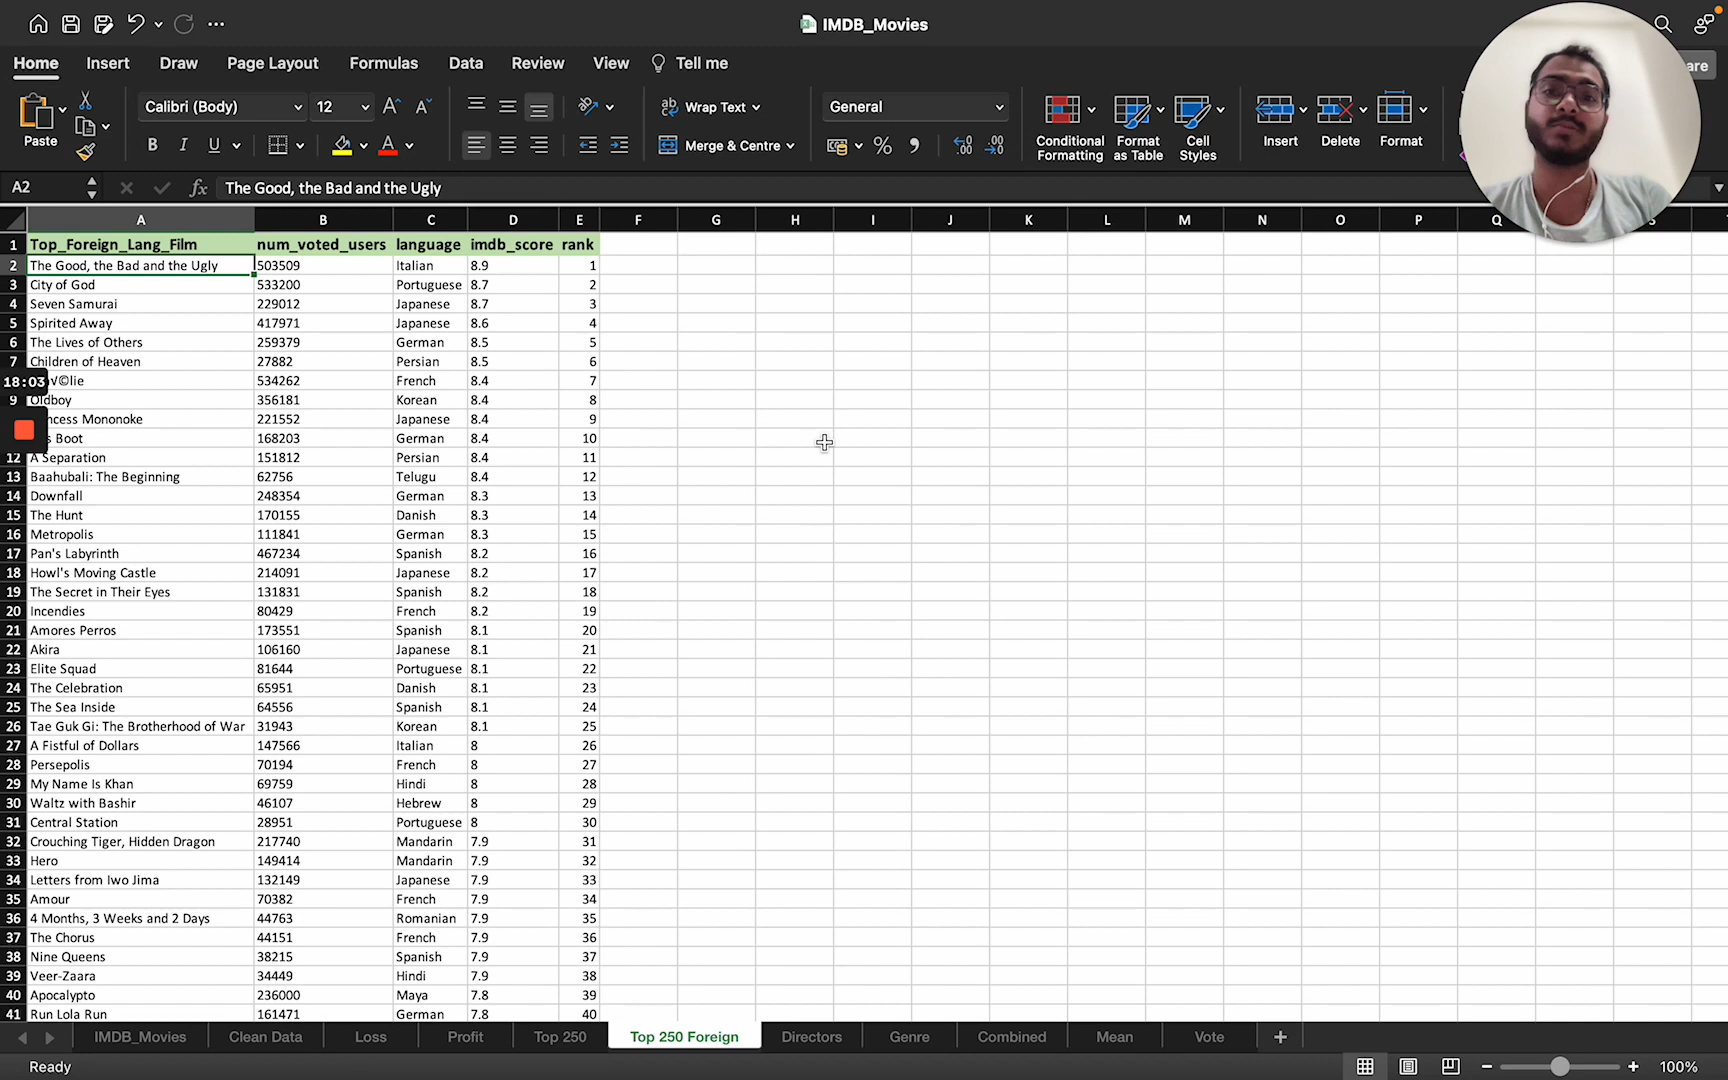 IMDB_Movies
Home Insert Draw Page Layout Formulas Data Review View Tell me
are
Paste
Calibri (Body) 12
Wrap Text
Merge & Centre
General
Conditional Formatting
Format as Table
Cell Styles
Insert Delete Format
A2 fx The Good, the Bad and the Ugly
A B C D E F G H I J K L M N O P Q
1 Top_Foreign_Lang_Film num_voted_users language imdb_score rank
2 The Good, the Bad and the Ugly 503509 Italian 8.9 1
3 City of God 533200 Portuguese 8.7 2
4 Seven Samurai 229012 Japanese 8.7 3
5 Spirited Away 417971 Japanese 8.6 4
6 The Lives of Others 259379 German 8.5 5
7 Children of Heaven 27882 Persian 8.5 6
18:03 √©lie 534262 French 8.4 7
9 Oldboy 356181 Korean 8.4 8
ncess Mononoke 221552 Japanese 8.4 9
s Boot 168203 German 8.4 10
12 A Separation 151812 Persian 8.4 11
13 Baahubali: The Beginning 62756 Telugu 8.4 12
14 Downfall 248354 German 8.3 13
15 The Hunt 170155 Danish 8.3 14
16 Metropolis 111841 German 8.3 15
17 Pan's Labyrinth 467234 Spanish 8.2 16
18 Howl's Moving Castle 214091 Japanese 8.2 17
19 The Secret in Their Eyes 131831 Spanish 8.2 18
20 Incendies 80429 French 8.2 19
21 Amores Perros 173551 Spanish 8.1 20
22 Akira 106160 Japanese 8.1 21
23 Elite Squad 81644 Portuguese 8.1 22
24 The Celebration 65951 Danish 8.1 23
25 The Sea Inside 64556 Spanish 8.1 24
26 Tae Guk Gi: The Brotherhood of War 31943 Korean 8.1 25
27 A Fistful of Dollars 147566 Italian 8 26
28 Persepolis 70194 French 8 27
29 My Name Is Khan 69759 Hindi 8 28
30 Waltz with Bashir 46107 Hebrew 8 29
31 Central Station 28951 Portuguese 8 30
32 Crouching Tiger, Hidden Dragon 217740 Mandarin 7.9 31
33 Hero 149414 Mandarin 7.9 32
34 Letters from Iwo Jima 132149 Japanese 7.9 33
35 Amour 70382 French 7.9 34
36 4 Months, 3 Weeks and 2 Days 44763 Romanian 7.9 35
37 The Chorus 44151 French 7.9 36
38 Nine Queens 38215 Spanish 7.9 37
39 Veer-Zaara 34449 Hindi 7.9 38
40 Apocalypto 236000 Maya 7.8 39
41 Run Lola Run 161471 German 7.8 40
IMDB_Movies Clean Data Loss Profit Top 250 Top 250 Foreign Directors Genre Combined Mean Vote
Ready 100%